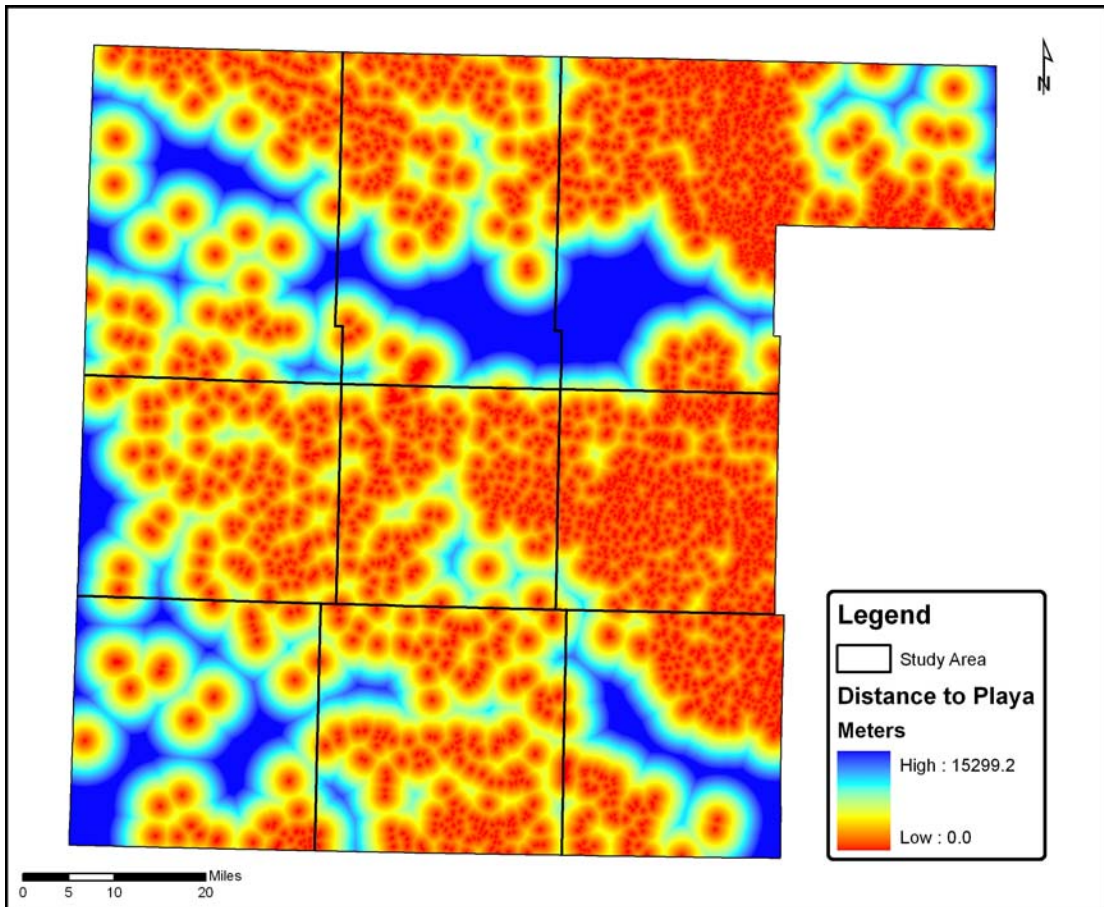 N
Legend
Study Area
Distance to Playa
Meters
High : 15299.2
Low : 0.0
Miles
0 5 10 20